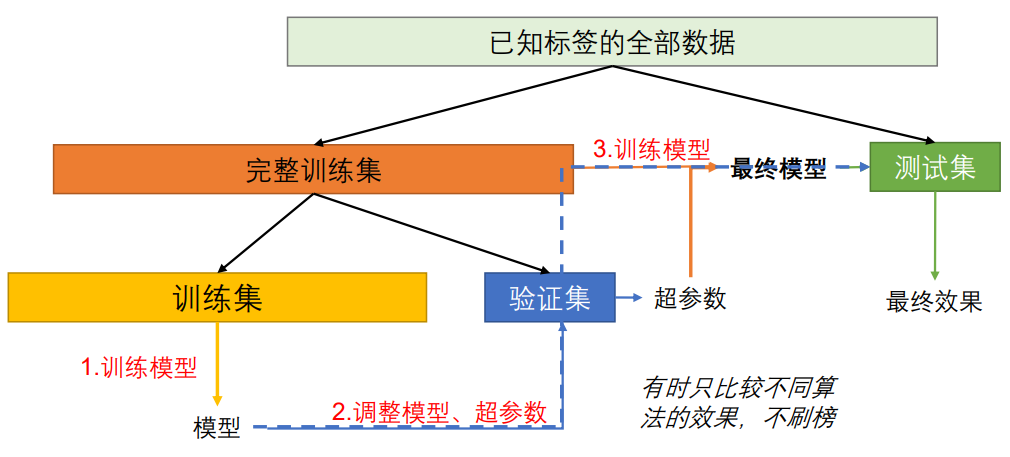 已知标签的全部数据
完整训练集
3.训练模型
最终模型
测试集
训练集
验证集
超参数
最终效果
1.训练模型
2.调整模型、超参数
模型
有时只比较不同算
法的效果，不刷榜